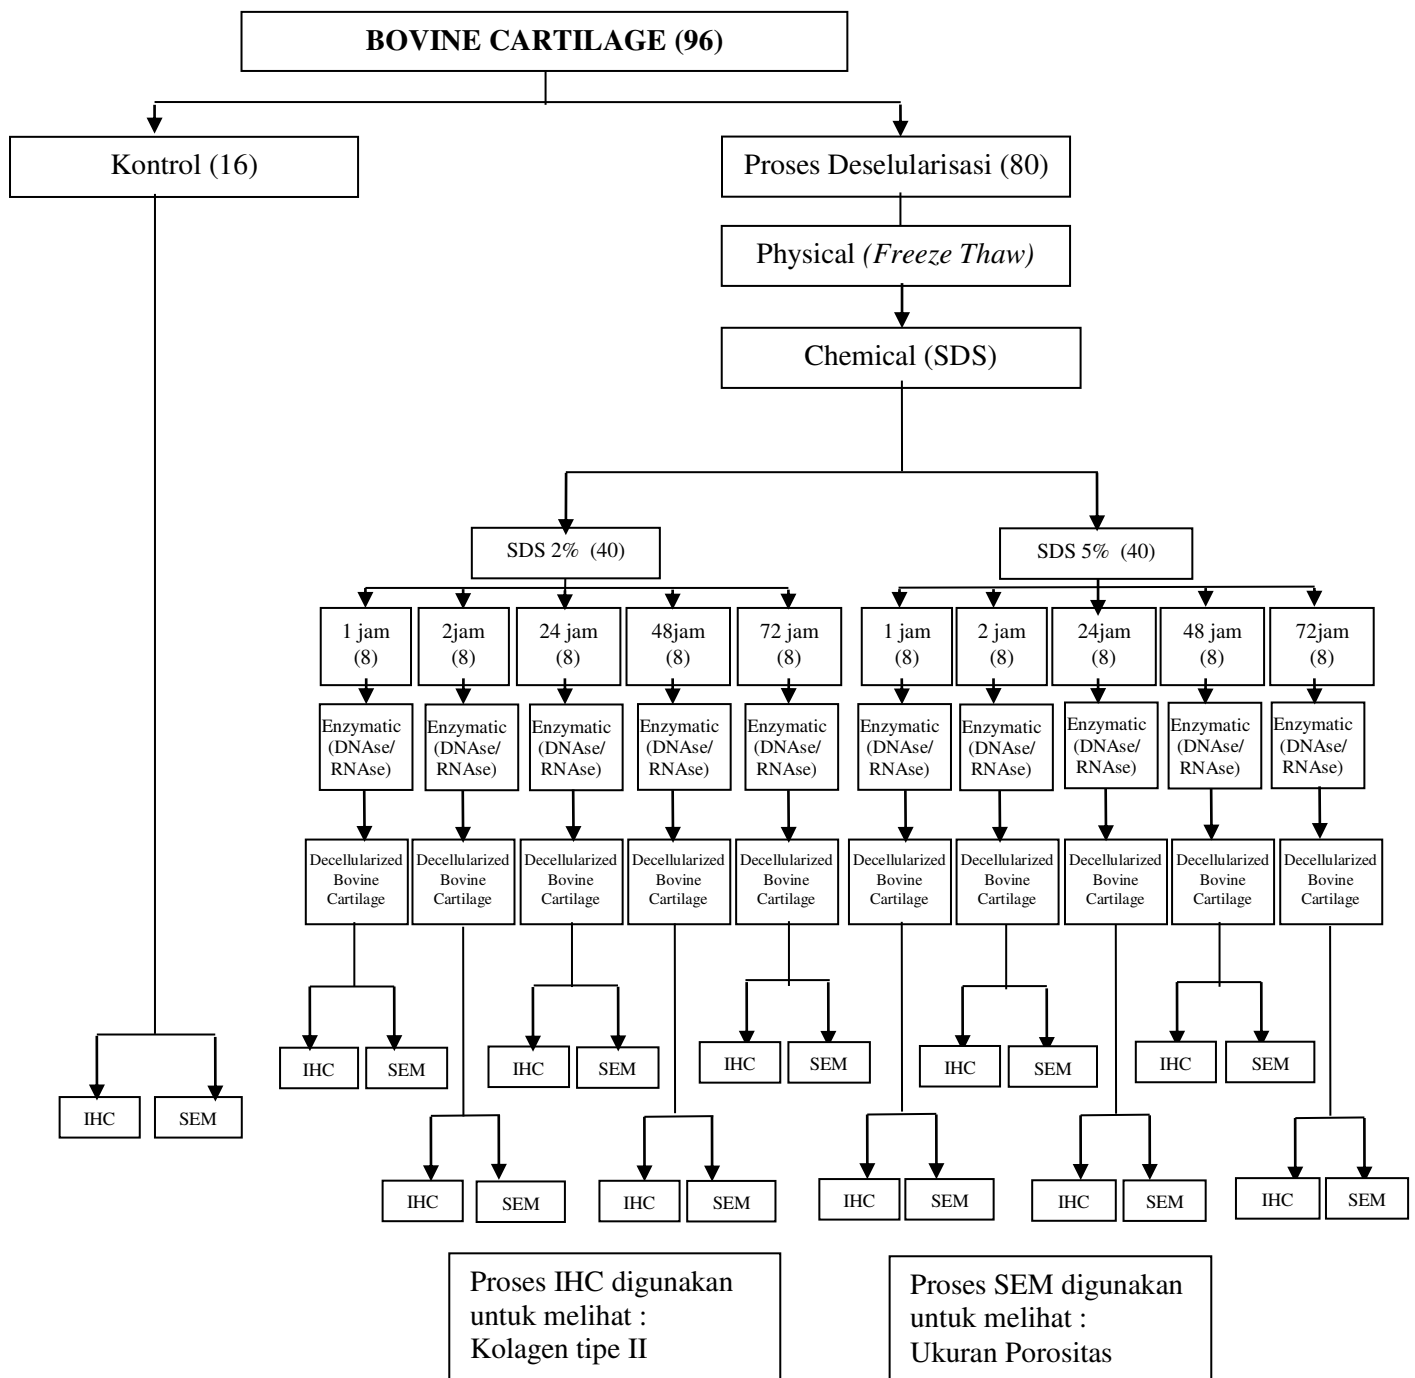 BOVINE CARTILAGE (96)
Kontrol (16)
Proses Deselularisasi (80)
Physical (Freeze Thaw)
Chemical (SDS)
SDS 2% (40)
SDS 5% (40)
1 jam
(8)
2jam
(8)
24 jam
(8)
48jam
(8)
72 jam
(8)
1 jam
(8)
2 jam
(8)
24jam
(8)
48 jam
(8)
72jam
(8)
Enzymatic
(DNAse/
RNAse)
Enzymatic
(DNAse/
RNAse)
Enzymatic
(DNAse/
RNAse)
Enzymatic
(DNAse/
RNAse)
Enzymatic
(DNAse/
RNAse)
Enzymatic
(DNAse/
RNAse)
Enzymatic
(DNAse/
RNAse)
Enzymatic
(DNAse/
RNAse)
Enzymatic
(DNAse/
RNAse)
Enzymatic
(DNAse/
RNAse)
Decellularized
Bovine
Cartilage
Decellularized
Bovine
Cartilage
Decellularized
Bovine
Cartilage
Decellularized
Bovine
Cartilage
Decellularized
Bovine
Cartilage
Decellularized
Bovine
Cartilage
Decellularized
Bovine
Cartilage
Decellularized
Bovine
Cartilage
Decellularized
Bovine
Cartilage
Decellularized
Bovine
Cartilage
IHC
SEM
IHC
SEM
IHC
SEM
IHC
SEM
IHC
SEM
IHC
SEM
IHC
SEM
IHC
SEM
IHC
SEM
IHC
SEM
IHC
SEM
Proses IHC digunakan
untuk melihat :
Kolagen tipe II
Proses SEM digunakan
untuk melihat :
Ukuran Porositas